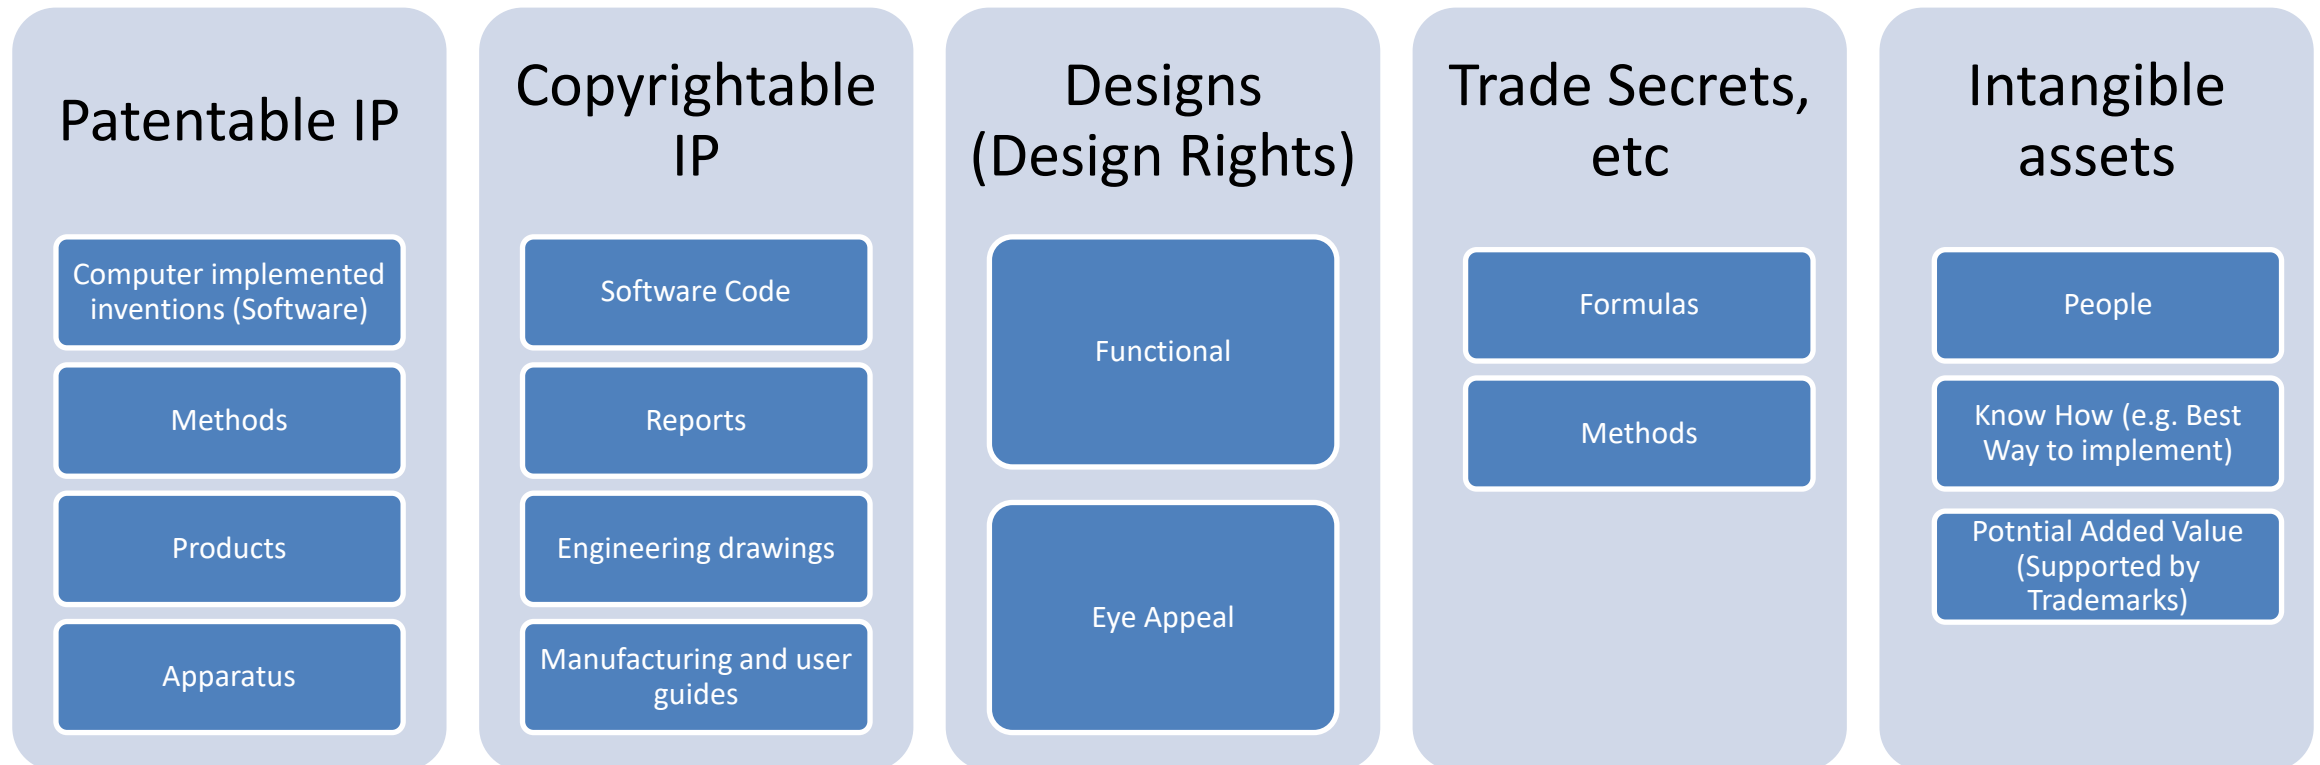 Patentable IP
Computer implemented
inventions (Software)
Methods
Products
Apparatus
Copyrightable
IP
Software Code
Reports
Engineering drawings
Manufacturing and user
guides
Designs
(Design Rights)
Functional
Eye Appeal
Trade Secrets,
etc
Formulas
Methods
Intangible
assets
People
Know How (e.g. Best
Way to implement)
Potntial Added Value
(Supported by
Trademarks)